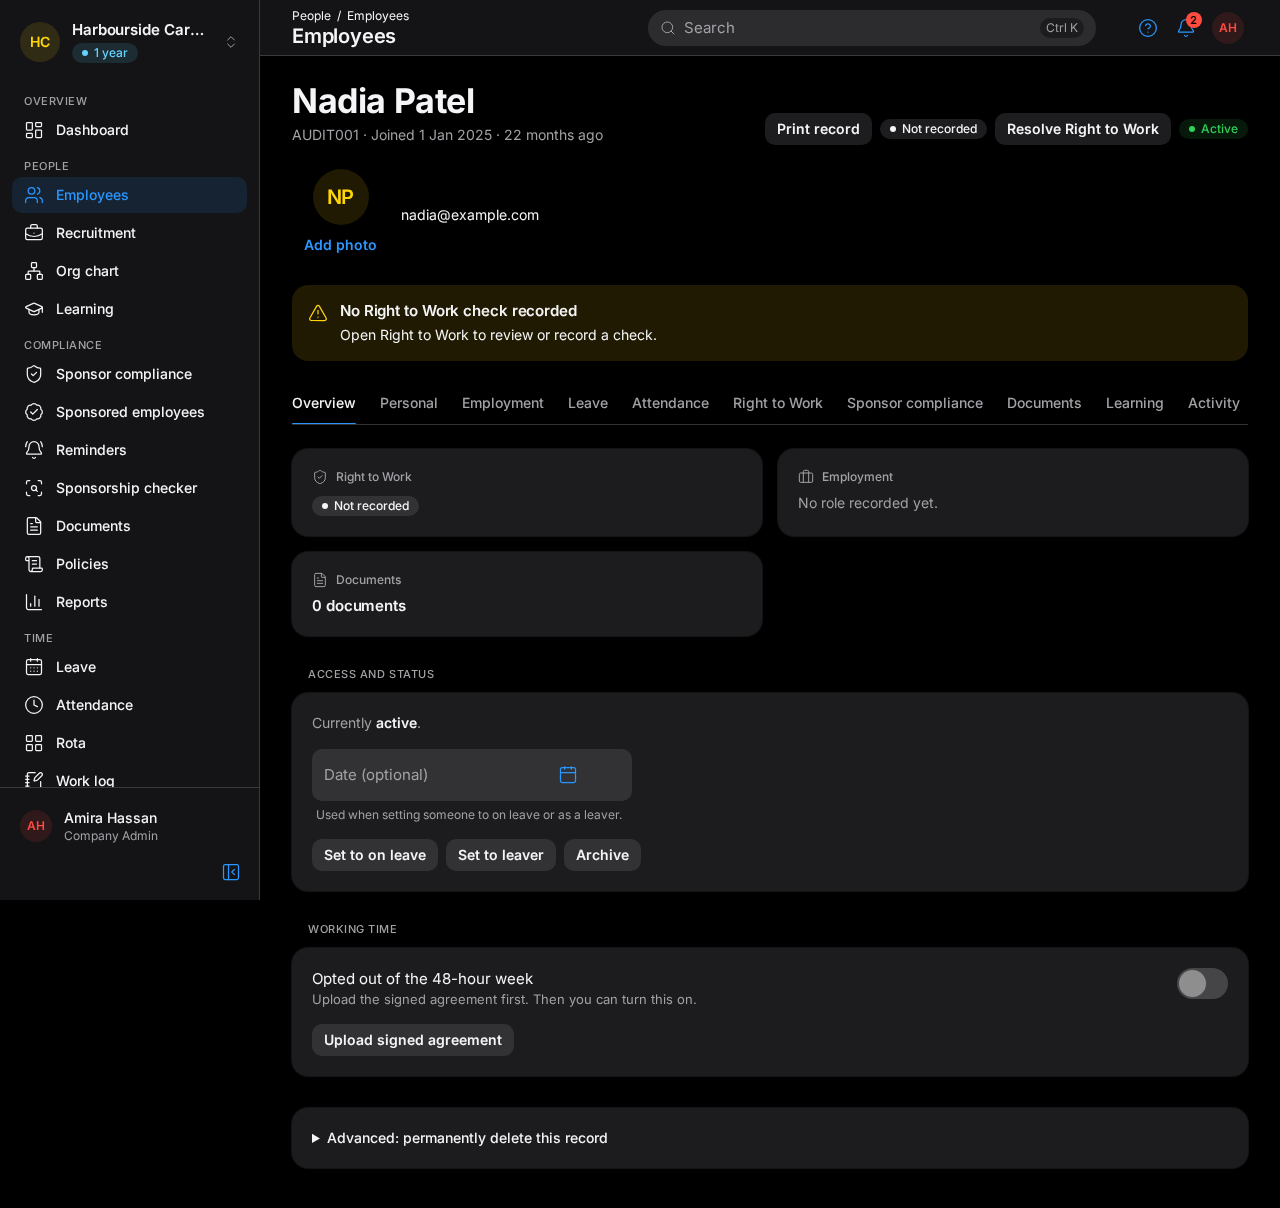 HC
Harbourside Car...
1 year
OVERVIEW
Dashboard
PEOPLE
Employees
Recruitment
Org chart
Learning
COMPLIANCE
Sponsor compliance
Sponsored employees
Reminders
Sponsorship checker
Documents
Policies
Reports
TIME
Leave
Attendance
Rota
Work log
AH
Amira Hassan
Company Admin
People / Employees
Employees
Search
Ctrl K
2
AH
Nadia Patel
AUDIT001 · Joined 1 Jan 2025 · 22 months ago
Print record
Not recorded
Resolve Right to Work
Active
NP
nadia@example.com
Add photo
No Right to Work check recorded
Open Right to Work to review or record a check.
Overview Personal Employment Leave Attendance Right to Work Sponsor compliance Documents Learning Activity
Right to Work
Not recorded
Employment
No role recorded yet.
Documents
0 documents
ACCESS AND STATUS
Currently active.
Date (optional)
Used when setting someone to on leave or as a leaver.
Set to on leave
Set to leaver
Archive
WORKING TIME
Opted out of the 48-hour week
Upload the signed agreement first. Then you can turn this on.
Upload signed agreement
Advanced: permanently delete this record